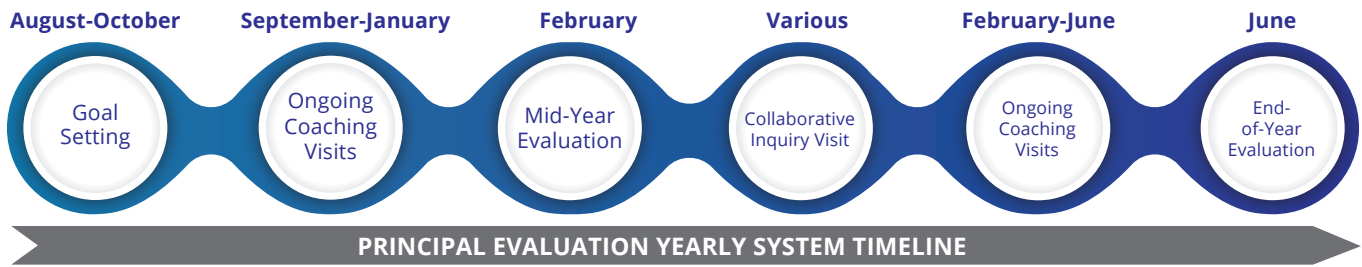 August-October
September-January
February
Various
February-June
June
Goal
Setting
Ongoing
Coaching
Visits
Mid-Year
Evaluation
Collaborative
Inquiry Visit
Ongoing
Coaching
Visits
End-
of-Year
Evaluation
PRINCIPAL EVALUATION YEARLY SYSTEM TIMELINE